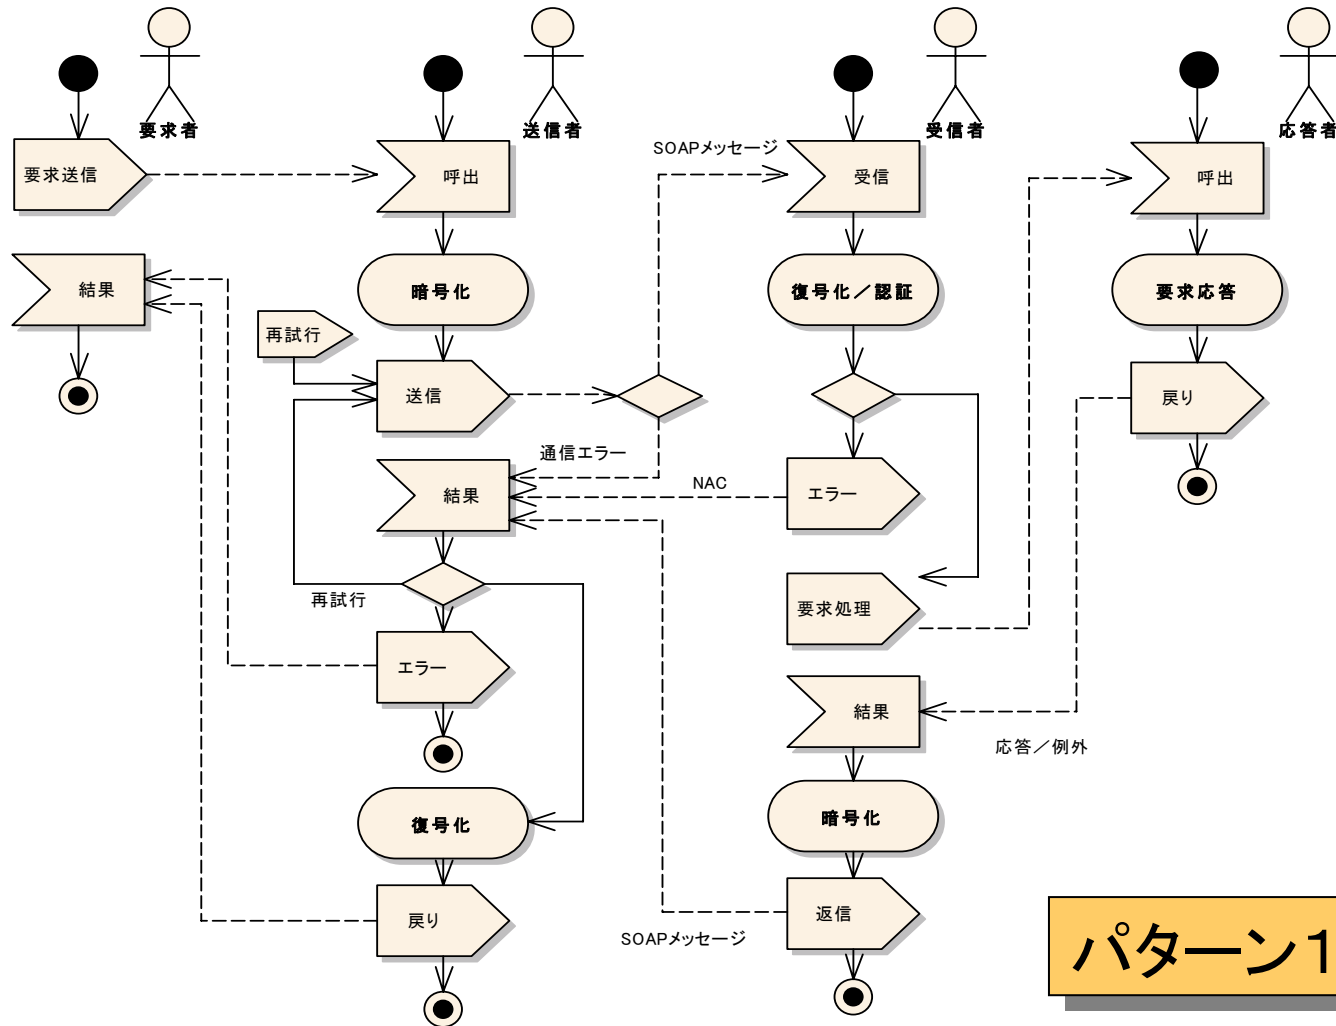 要求者
送信者
受信者
応答者
SOAPメッセージ
要求送信
呼出
受信
呼出
結果
暗号化
復号化／認証
要求応答
再試行
送信
戻り
通信エラー
結果
NAC
エラー
再試行
要求処理
エラー
結果
応答／例外
復号化
暗号化
戻り
返信
SOAPメッセージ
パターン1